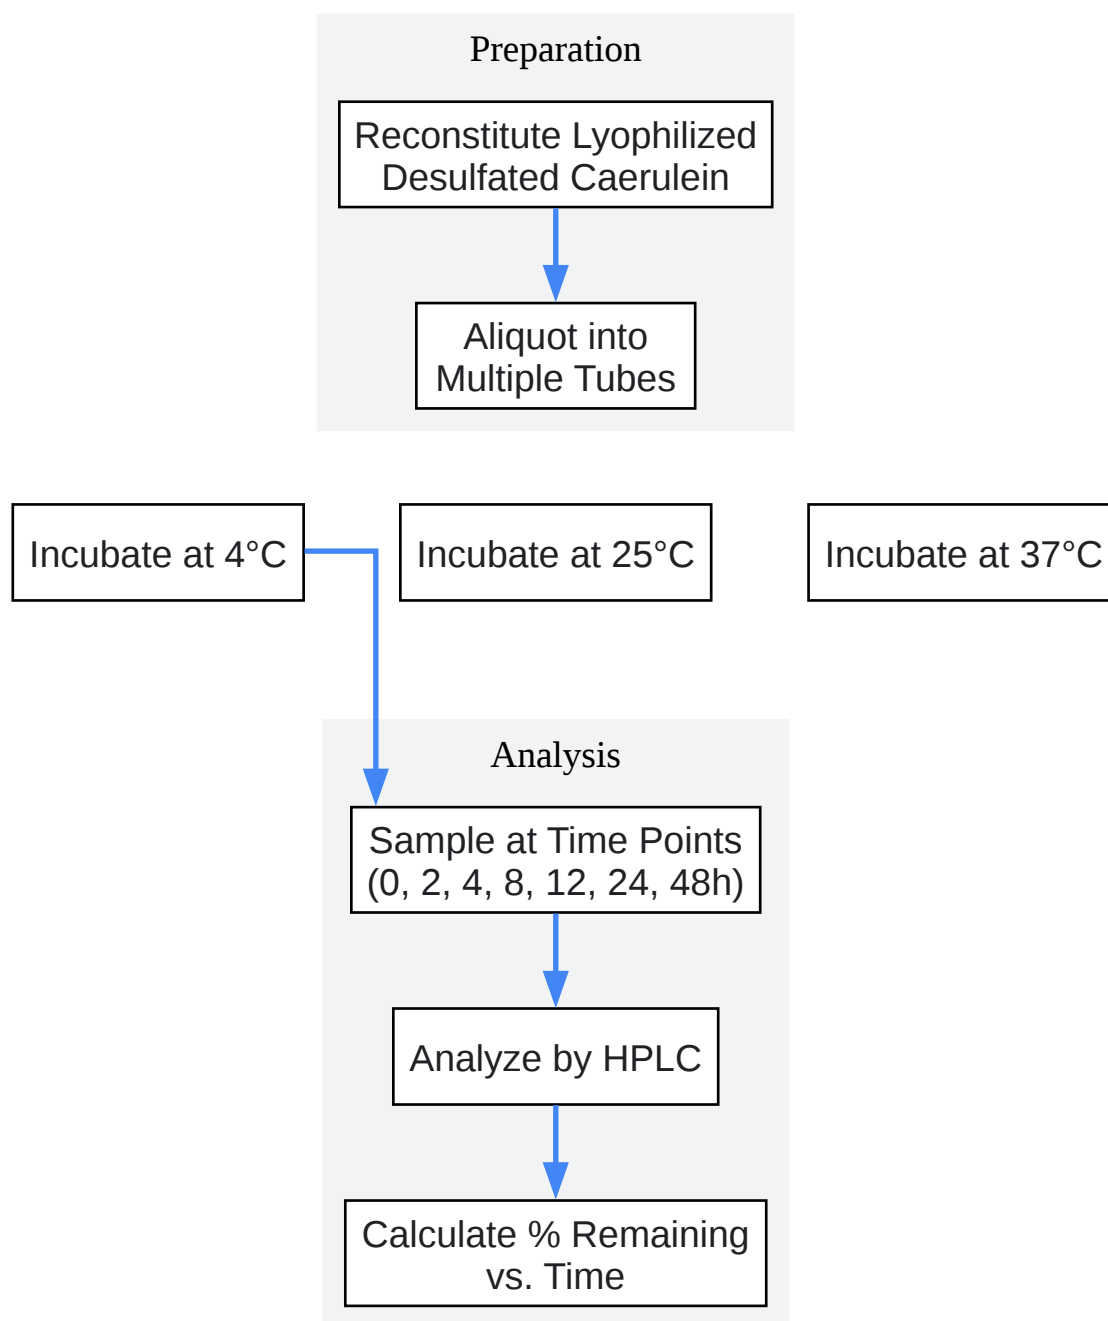 Preparation
Reconstitute Lyophilized
Desulfated Caerulein
Aliquot into
Multiple Tubes
Incubate at 4°C
Incubate at 25°C
Incubate at 37°C
Analysis
Sample at Time Points
(0, 2, 4, 8, 12, 24, 48h)
Analyze by HPLC
Calculate % Remaining
vs. Time